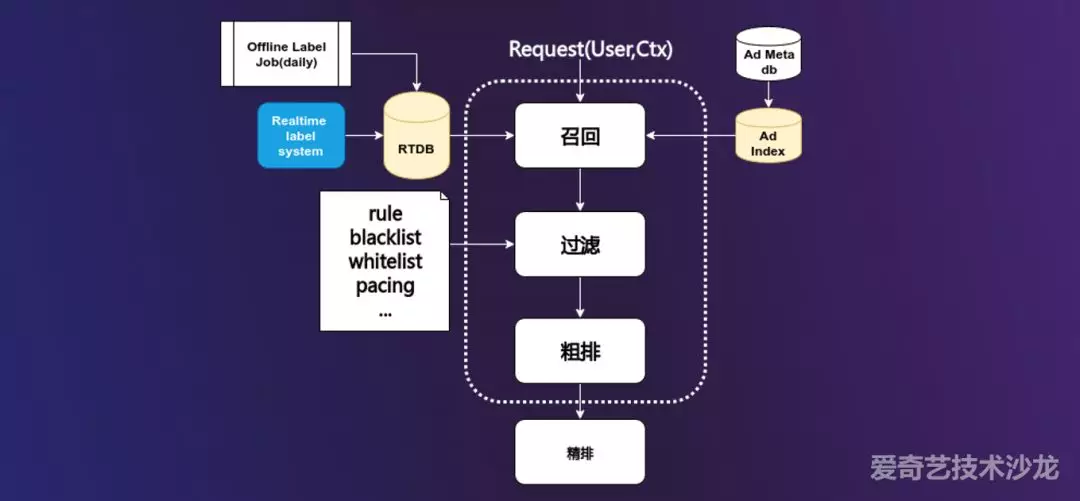 Offline Label
Job(daily)
Request(User,Ctx)
Ad Meta
db
Realtime
label
system
RTDB
召回
Ad
Index
rule
blacklist
whitelist
pacing
...
过滤
粗排
精排
爱奇艺技术沙龙